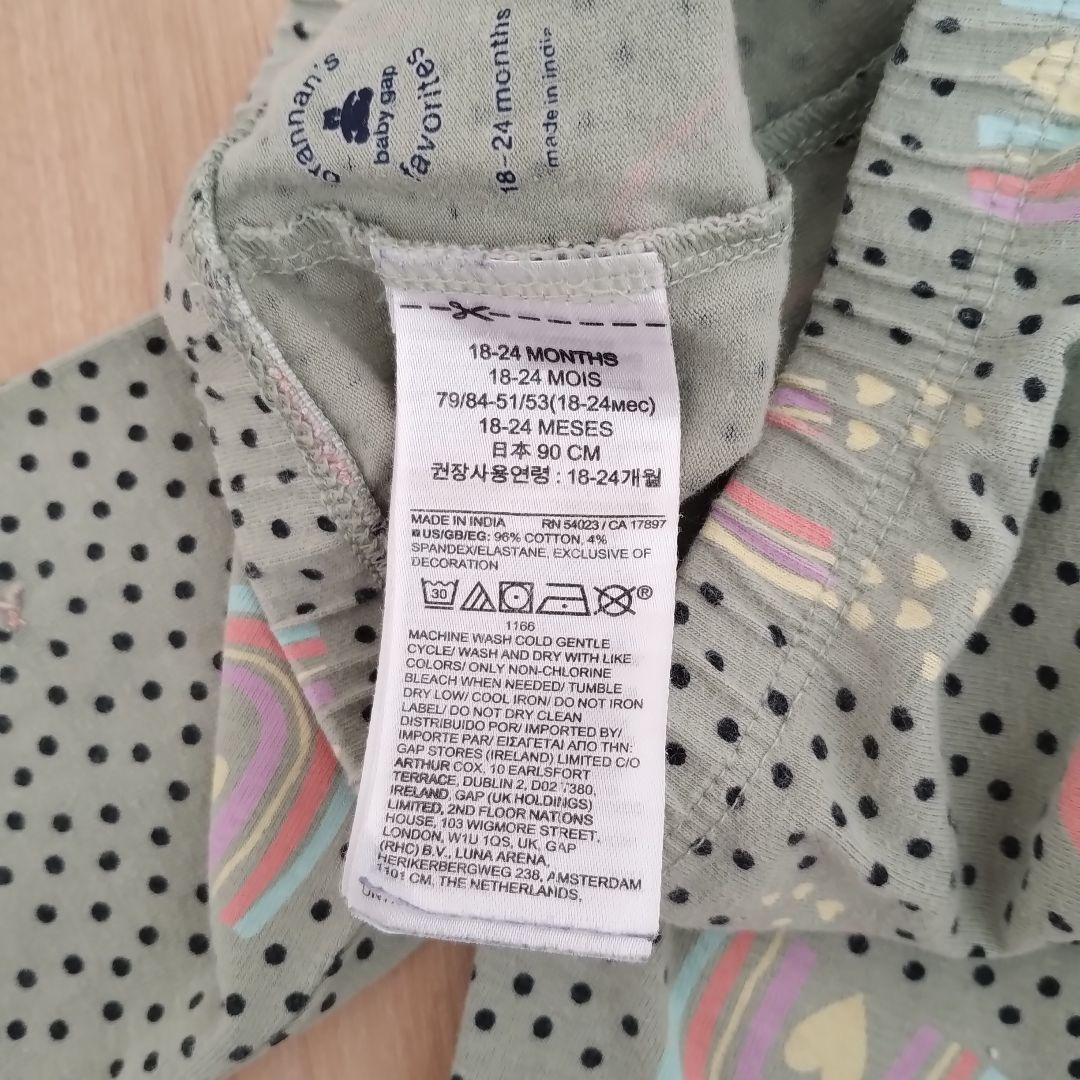 brannan's
baby gap
favorites
18-24 months
made in india
18-24 MONTHS
18-24 MOIS
79/84-51/53(18-24мес)
18-24 MESES
日本 90 CM
권장사용연령 : 18-24개월
MADE IN INDIA RN 54023 / CA 17897
US/GB/EG: 96% COTTON, 4%
SPANDEX/ELASTANE, EXCLUSIVE OF
DECORATION
30 ®
1166
MACHINE WASH COLD GENTLE
CYCLE/ WASH AND DRY WITH LIKE
COLORS/ ONLY NON-CHLORINE
BLEACH WHEN NEEDED/ TUMBLE
DRY LOW/ COOL IRON/ DO NOT IRON
LABEL/ DO NOT DRY CLEAN
DISTRIBUIDO POR/ IMPORTED BY/
IMPORTE PAR/ ΕΙΣΑΓΕΤΑΙ ΑΠΟ ΤΗΝ:
GAP STORES (IRELAND) LIMITED C/O
ARTHUR COX, 10 EARLSFORT
TERRACE, DUBLIN 2, D02 T380,
IRELAND, GAP (UK HOLDINGS)
LIMITED, 2ND FLOOR NATIONS
HOUSE, 103 WIGMORE STREET,
LONDON, W1U 1QS, UK, GAP
(RHC) B.V., LUNA ARENA,
HERIKERBERGWEG 238, AMSTERDAM
1101 CM, THE NETHERLANDS,